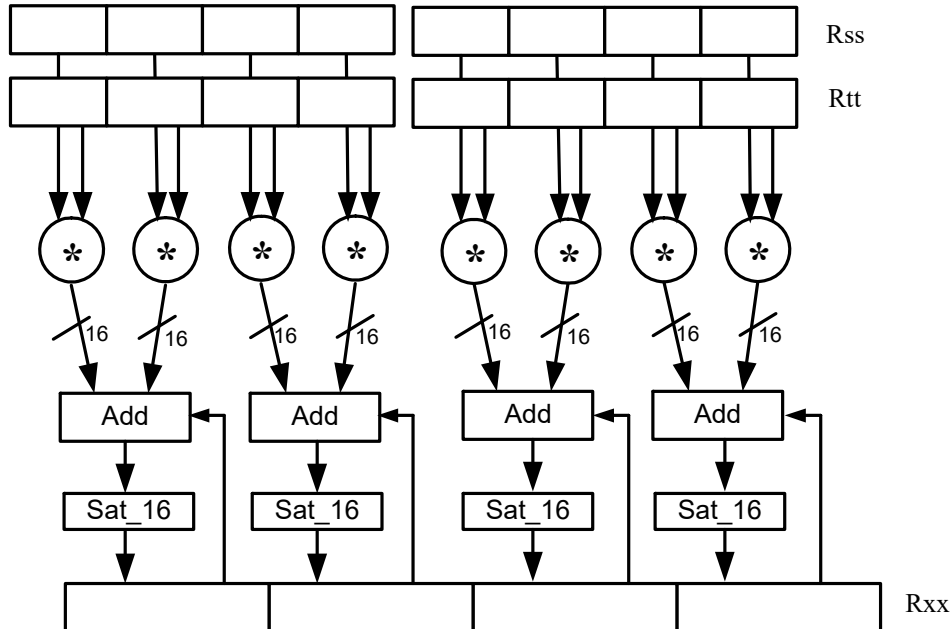 Rss
Rtt
* * * * * * * *
16 16 16 16 16 16 16 16
Add Add Add Add
Sat_16 Sat_16 Sat_16 Sat_16
Rxx